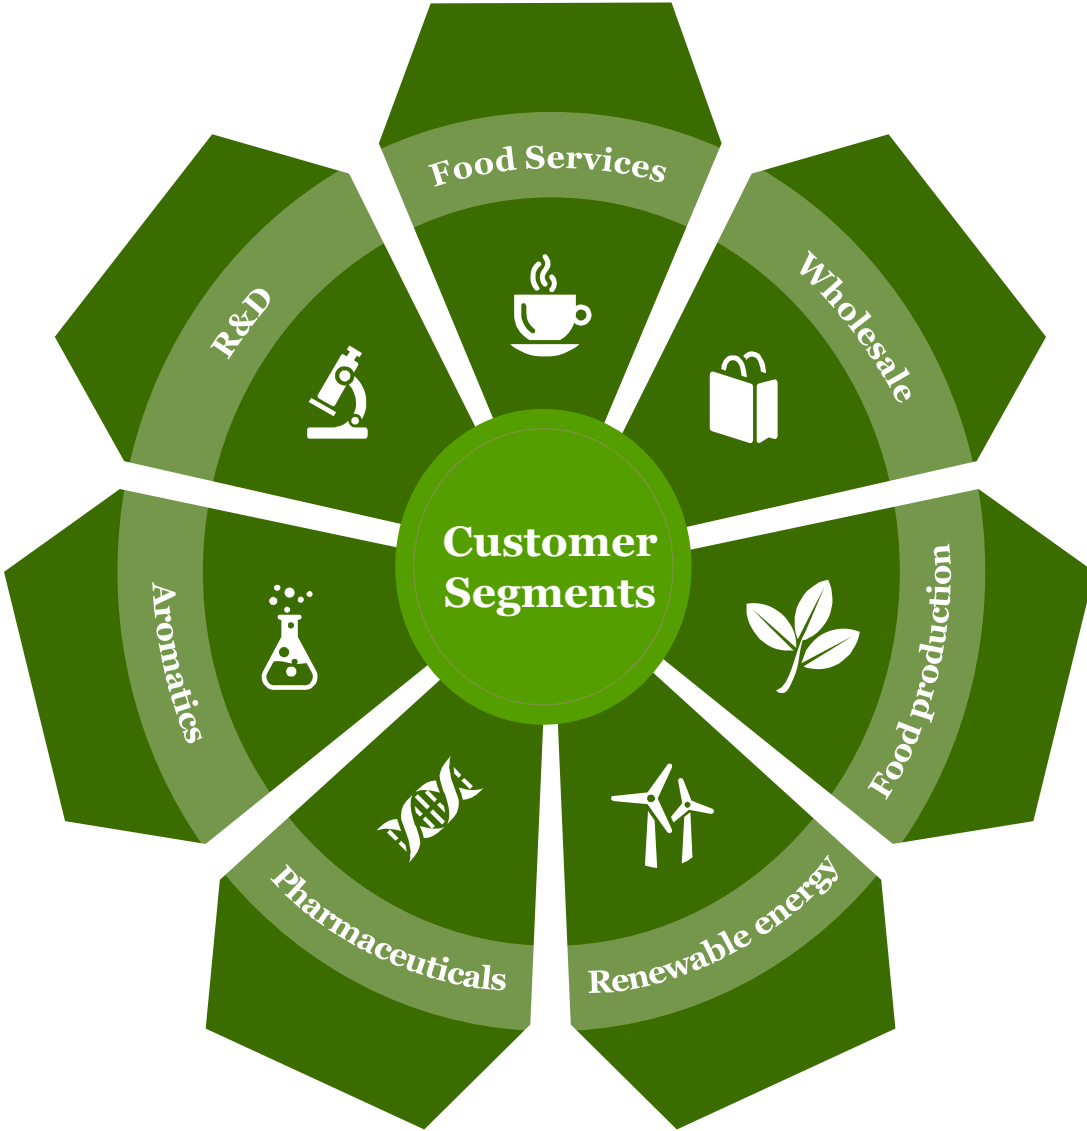 Food Services
Wholesale
Food production
Renewable energy
Pharmaceuticals
Aromatics
R&D
Customer
Segments